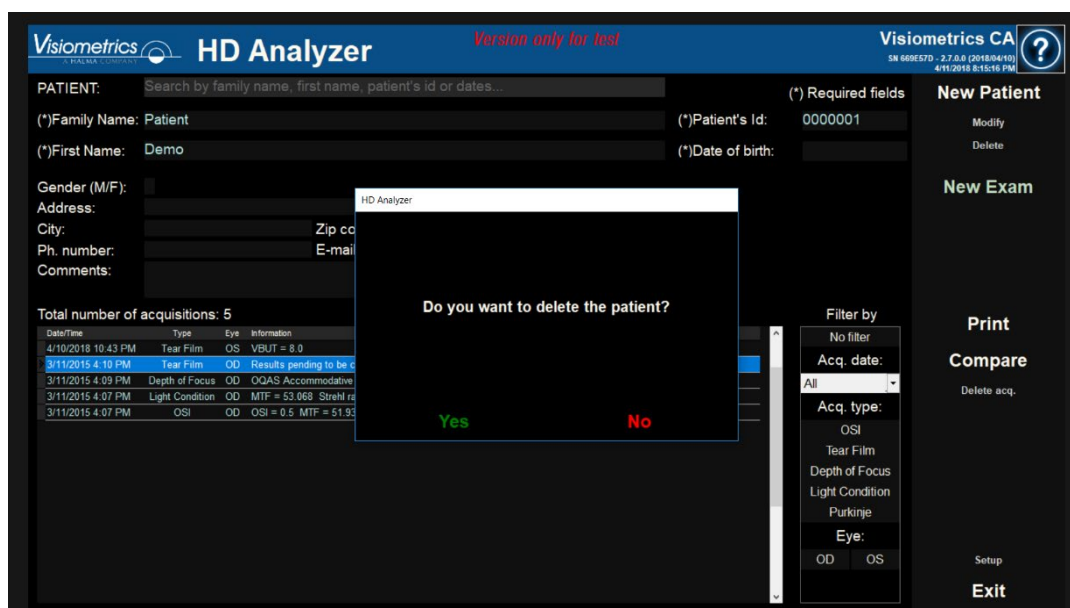 Visiometrics
A HALMA COMPANY
HD Analyzer
Version only for test
Visiometrics CA
SN 669E57D - 2.7.0.0 (2018/04/10)
4/11/2018 8:15:16 PM
?
PATIENT: Search by family name, first name, patient's id or dates...
(*) Required fields
New Patient
(*)Family Name: Patient (*)Patient's Id: 0000001
Modify
(*)First Name: Demo (*)Date of birth:
Delete
Gender (M/F):
New Exam
Address:
City: Zip co
Ph. number: E-mail
Comments:
HD Analyzer
Do you want to delete the patient?
Yes No
Total number of acquisitions: 5
Date/Time Type Eye Information
4/10/2018 10:43 PM Tear Film OS VBUT = 8.0
3/11/2015 4:10 PM Tear Film OD Results pending to be c
3/11/2015 4:09 PM Depth of Focus OD OQAS Accommodative
3/11/2015 4:07 PM Light Condition OD MTF = 53.068 Strehl ra
3/11/2015 4:07 PM OSI OD OSI = 0.5 MTF = 51.93
Filter by
No filter
Acq. date:
All
Acq. type:
OSI
Tear Film
Depth of Focus
Light Condition
Purkinje
Eye:
OD OS
Print
Compare
Delete acq.
Setup
Exit